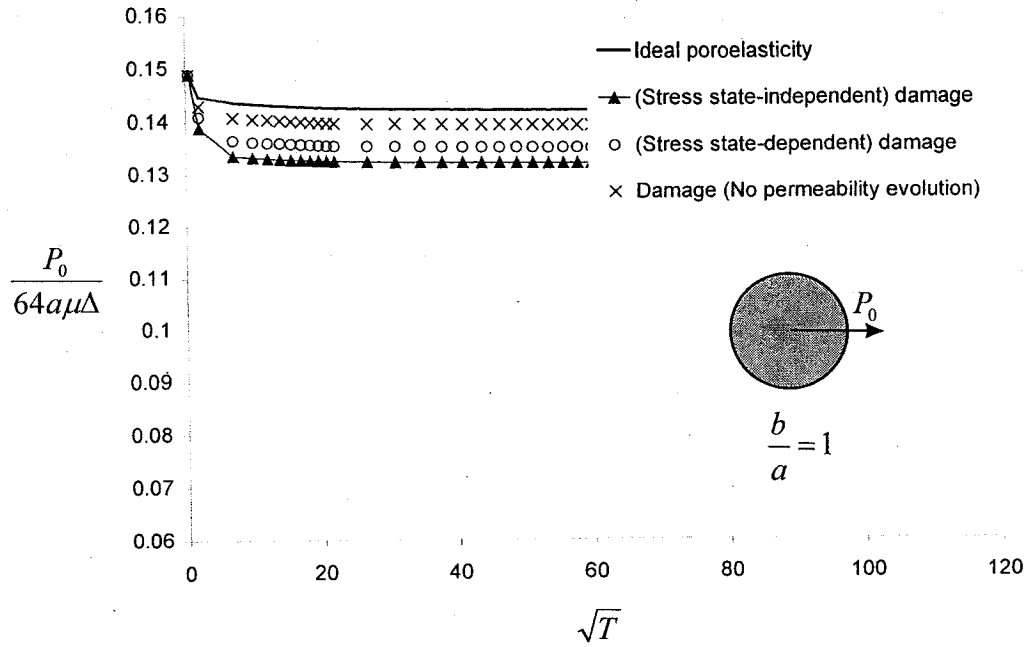 0.16
0.15
0.14
0.13
0.12
0.11
0.1
0.09
0.08
0.07
0.06
P₀
64aμΔ
Ideal poroelasticity
(Stress state-independent) damage
(Stress state-dependent) damage
Damage (No permeability evolution)
P₀
b
a
=1
0 20 40 60 80 100 120
√T